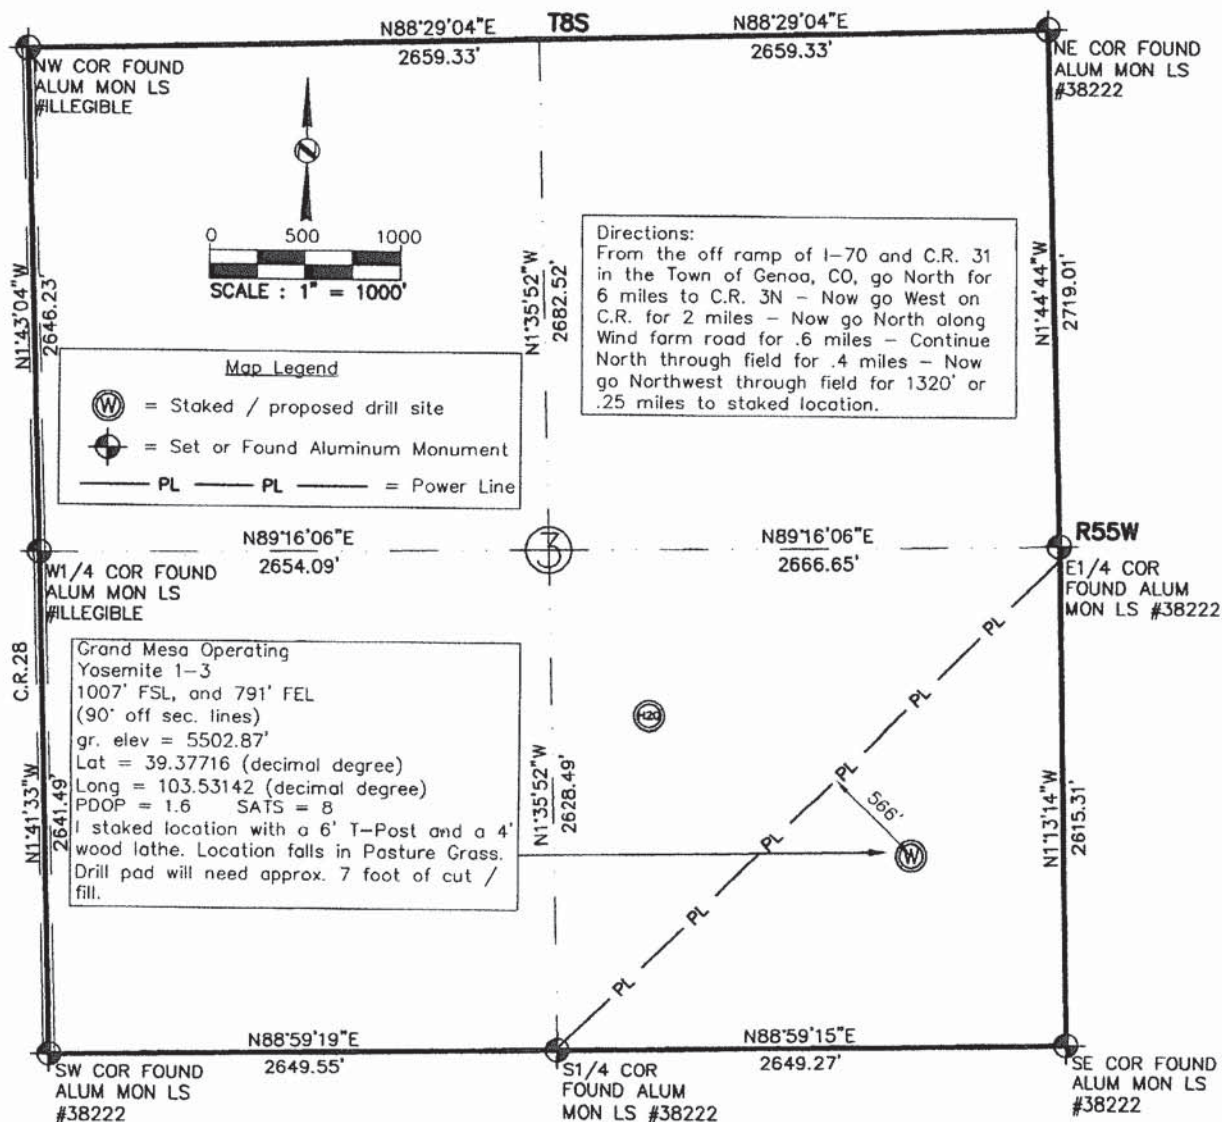 N88°29'04"E
T8S
N88°29'04"E
2659.33'
2659.33'
NW COR FOUND
ALUM MON LS
#ILLEGIBLE
NE COR FOUND
ALUM MON LS
#38222
N
0 500 1000
SCALE : 1" = 1000'
N1°43'04"W
2646.23'
N1°35'52"W
2682.52'
N1°44'44"W
2719.01'
Directions:
From the off ramp of I-70 and C.R. 31
in the Town of Genoa, CO, go North for
6 miles to C.R. 3N - Now go West on
C.R. for 2 miles - Now go North along
Wind farm road for .6 miles - Continue
North through field for .4 miles - Now
go Northwest through field for 1320' or
.25 miles to staked location.
Map Legend
W = Staked / proposed drill site
= Set or Found Aluminum Monument
PL PL = Power Line
N89°16'06"E
2654.09'
3
N89°16'06"E
2666.65'
R55W
W1/4 COR FOUND
ALUM MON LS
#ILLEGIBLE
E1/4 COR
FOUND ALUM
MON LS #38222
C.R.28
N1°41'33"W
2641.49'
Grand Mesa Operating
Yosemite 1-3
1007' FSL, and 791' FEL
(90° off sec. lines)
gr. elev = 5502.87'
Lat = 39.37716 (decimal degree)
Long = 103.53142 (decimal degree)
PDOP = 1.6 SATS = 8
I staked location with a 6' T-Post and a 4'
wood lathe. Location falls in Pasture Grass.
Drill pad will need approx. 7 foot of cut /
fill.
N1°35'52"W
2628.49'
H2O
PL
PL
PL
566'
W
PL
PL
PL
N1°13'14"W
2615.31'
N88°59'19"E
2649.55'
N88°59'15"E
2649.27'
SW COR FOUND
ALUM MON LS
#38222
S1/4 COR
FOUND ALUM
MON LS #38222
SE COR FOUND
ALUM MON LS
#38222